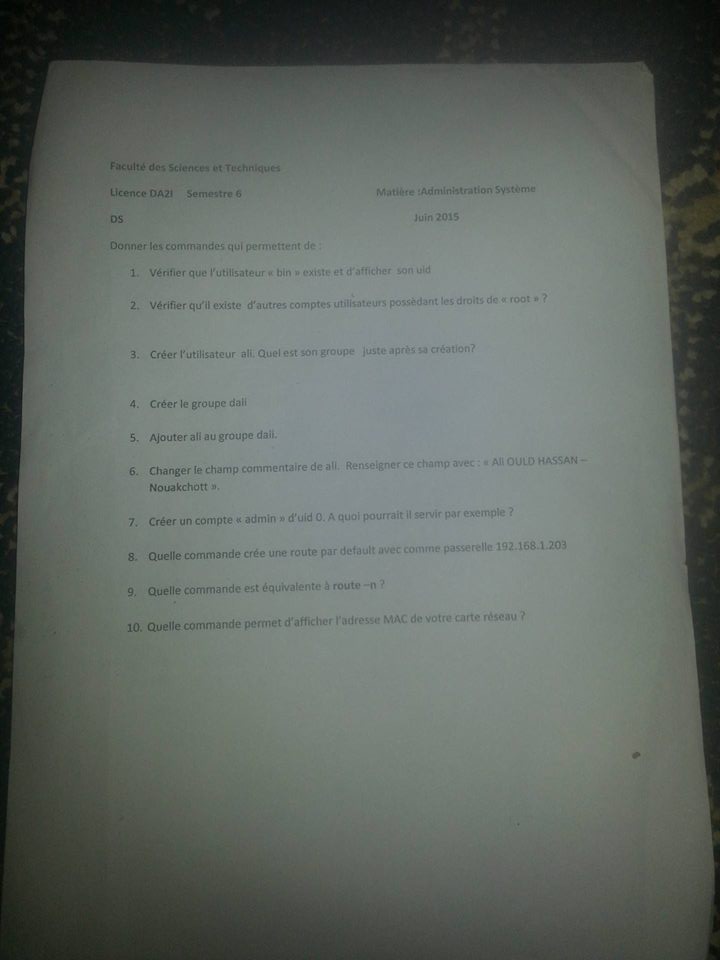 Faculté des Sciences et Techniques
Licence DA2I Semestre 6 Matière :Administration Système
DS Juin 2015
Donner les commandes qui permettent de :
1. Vérifier que l'utilisateur « bin » existe et d'afficher son uid
2. Vérifier qu'il existe d'autres comptes utilisateurs possèdant les droits de « root » ?
3. Créer l'utilisateur ali. Quel est son groupe juste après sa création?
4. Créer le groupe daii
5. Ajouter ali au groupe daii.
6. Changer le champ commentaire de ali. Renseigner ce champ avec : « Ali OULD HASSAN –
Nouakchott ».
7. Créer un compte « admin » d'uid 0. A quoi pourrait il servir par exemple ?
8. Quelle commande crée une route par default avec comme passerelle 192.168.1.203
9. Quelle commande est équivalente à route –n ?
10. Quelle commande permet d'afficher l'adresse MAC de votre carte réseau ?